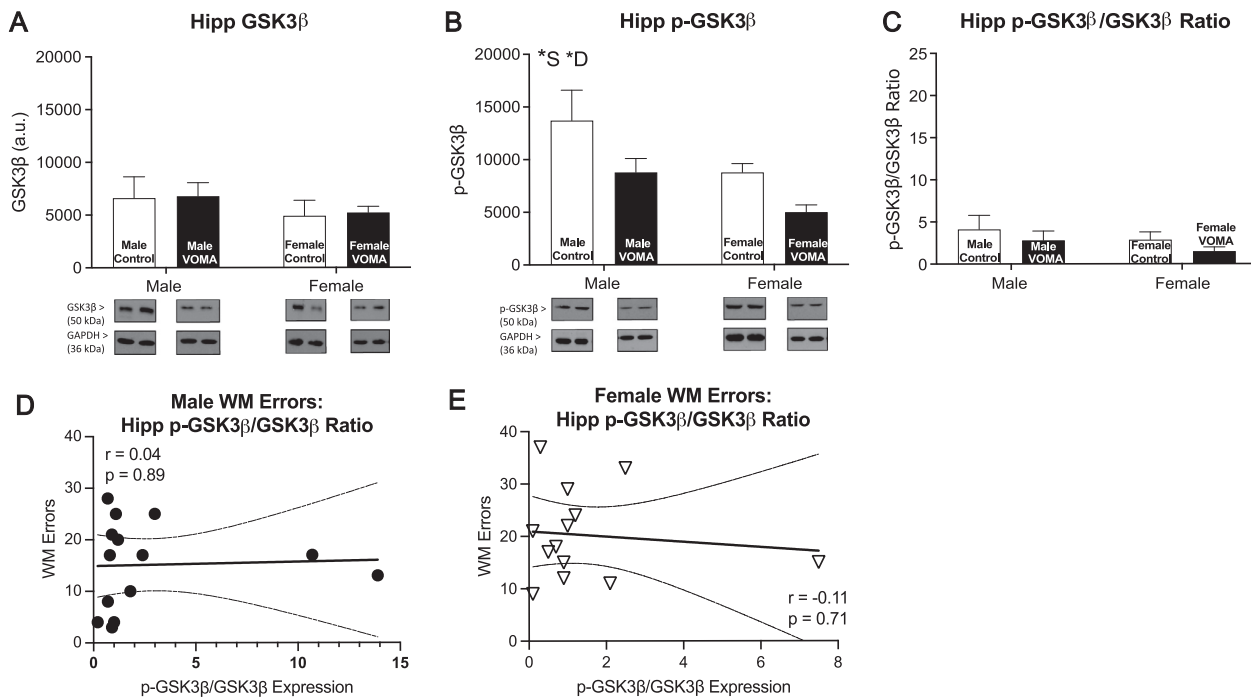 A
Hipp GSK3β
GSK3β (a.u.)
20000
15000
10000
5000
0
Male
Control
Male
VOMA
Female
Control
Female
VOMA
Male
Female
GSK3β >
(50 kDa)
GAPDH >
(36 kDa)
B
Hipp p-GSK3β
p-GSK3β
20000
15000
10000
5000
0
*S *D
Male
Control
Male
VOMA
Female
Control
Female
VOMA
Male
Female
p-GSK3β >
(50 kDa)
GAPDH >
(36 kDa)
C
Hipp p-GSK3β/GSK3β Ratio
p-GSK3β/GSK3β Ratio
25
20
15
10
5
0
Male
Control
Male
VOMA
Female
Control
Female
VOMA
Male
Female
D
Male WM Errors:
Hipp p-GSK3β/GSK3β Ratio
WM Errors
40
30
20
10
0
r = 0.04
p = 0.89
0
5
10
15
p-GSK3β/GSK3β Expression
E
Female WM Errors:
Hipp p-GSK3β/GSK3β Ratio
WM Errors
40
30
20
10
0
r = -0.11
p = 0.71
0
2
4
6
8
p-GSK3β/GSK3β Expression